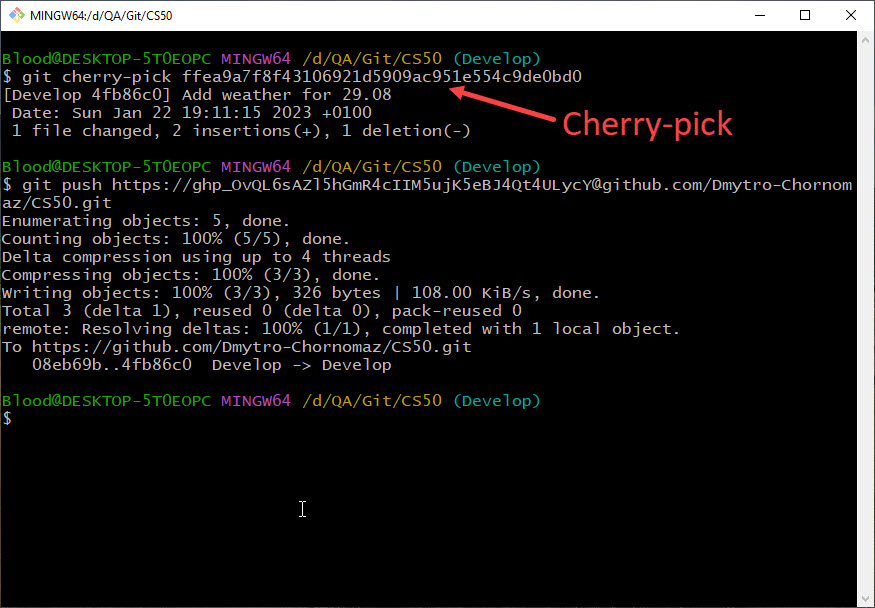 MINGW64:/d/QA/Git/CS50
Blood@DESKTOP-5T0EOPC MINGW64 /d/QA/Git/CS50 (Develop)
$ git cherry-pick ffea9a7f8f43106921d5909ac951e554c9de0bd0
[Develop 4fb86c0] Add weather for 29.08
Date: Sun Jan 22 19:11:15 2023 +0100
1 file changed, 2 insertions(+), 1 deletion(-)
Cherry-pick
Blood@DESKTOP-5T0EOPC MINGW64 /d/QA/Git/CS50 (Develop)
$ git push https://[access token redacted]@github.com/Dmytro-Chornom
az/CS50.git
Enumerating objects: 5, done.
Counting objects: 100% (5/5), done.
Delta compression using up to 4 threads
Compressing objects: 100% (3/3), done.
Writing objects: 100% (3/3), 326 bytes | 108.00 KiB/s, done.
Total 3 (delta 1), reused 0 (delta 0), pack-reused 0
remote: Resolving deltas: 100% (1/1), completed with 1 local object.
To https://github.com/Dmytro-Chornomaz/CS50.git
08eb69b..4fb86c0  Develop -> Develop
Blood@DESKTOP-5T0EOPC MINGW64 /d/QA/Git/CS50 (Develop)
$